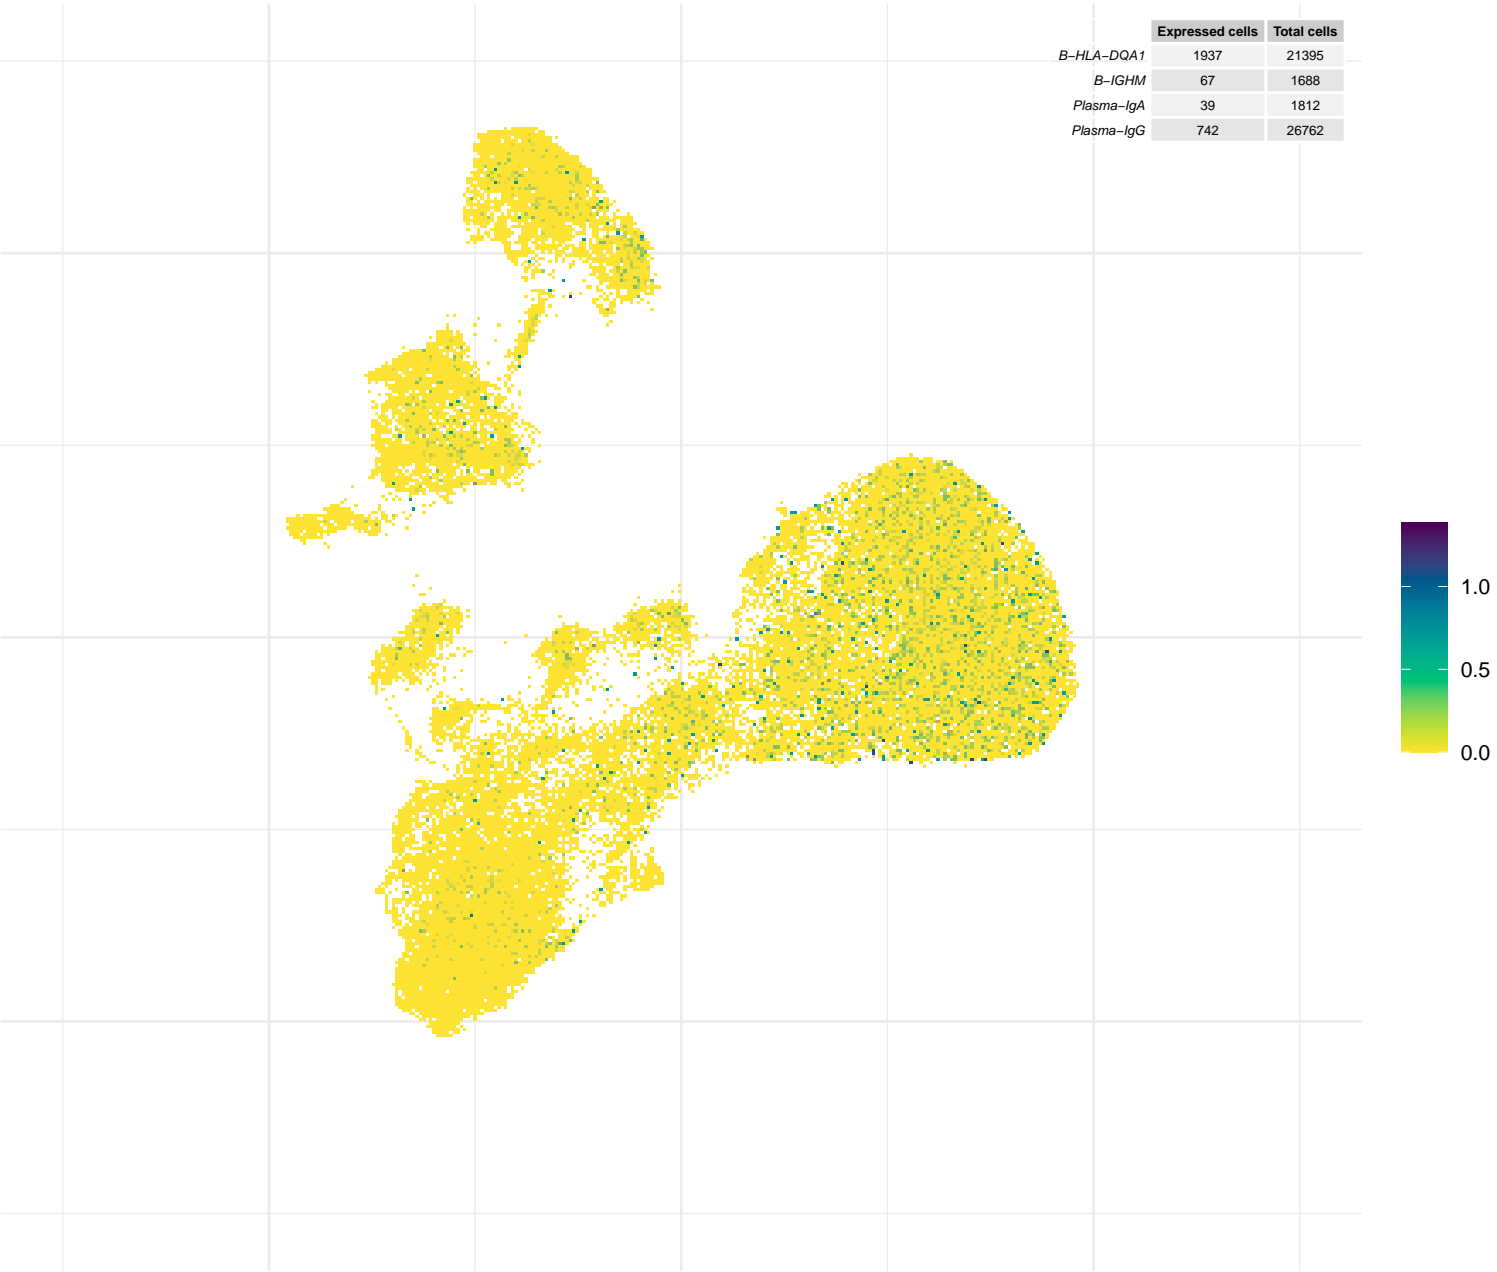 Expressed cells Total cells
B−HLA−DQA1 1937 21395
B−IGHM 67 1688
Plasma−IgA 39 1812
Plasma−IgG 742 26762
1.0
0.5
0.0